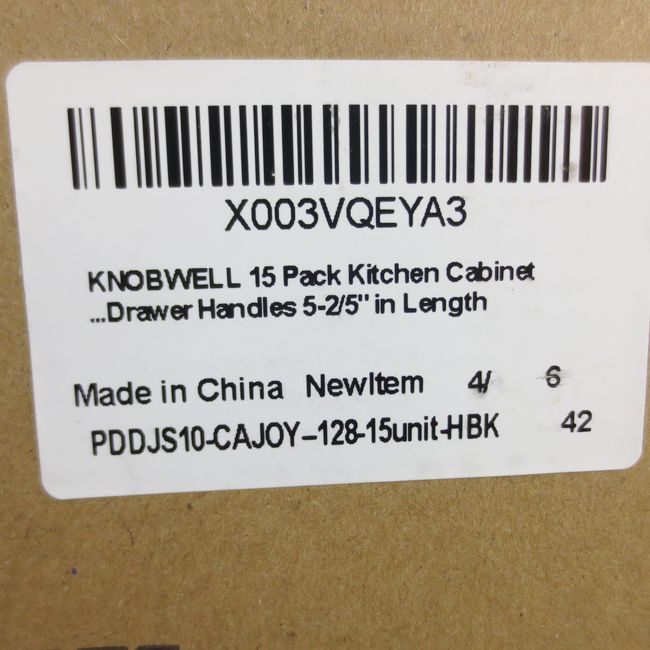 X003VQEYA3
KNOBWELL 15 Pack Kitchen Cabinet
...Drawer Handles 5-2/5" in Length
Made in China NewItem 4/ 6
PDDJS10-CAJOY–128-15unit-HBK 42